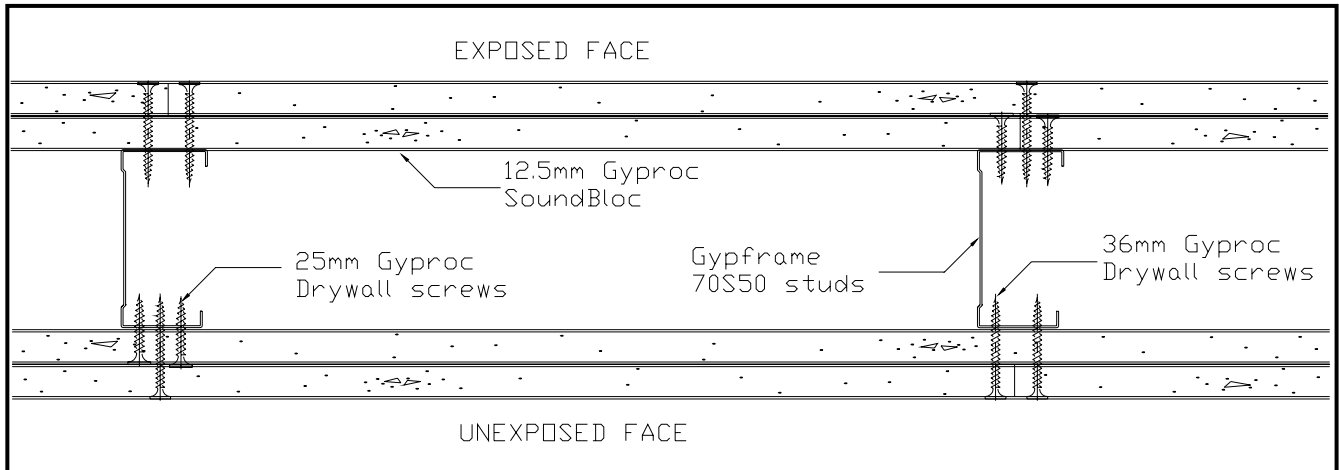 EXPOSED FACE
12.5mm Gyproc
SoundBloc
25mm Gyproc
Drywall screws
Gypframe
70S50 studs
36mm Gyproc
Drywall screws
UNEXPOSED FACE